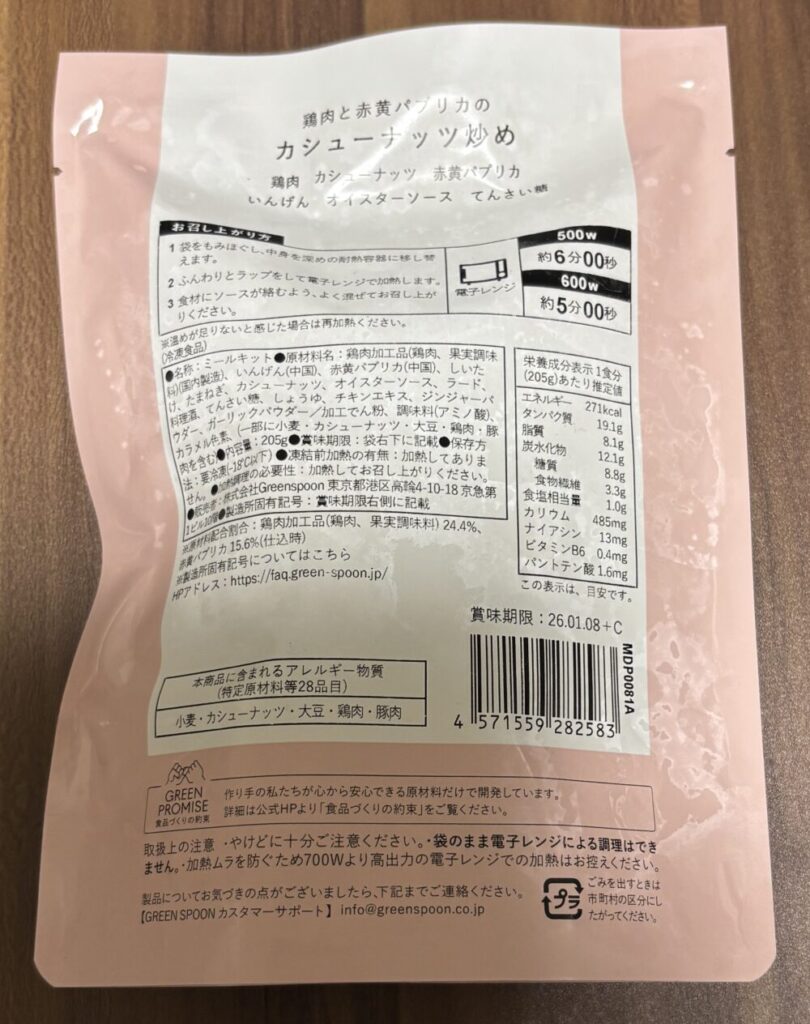 鶏肉と赤黄パプリカの
カシューナッツ炒め
鶏肉 カシューナッツ 赤黄パプリカ
いんげん オイスターソース てんさい糖
お召し上がり方
1 袋をもみほぐし、中身を深めの耐熱容器に移し替
えます。
2 ふんわりとラップをして電子レンジで加熱します。
3 食材にソースが絡むよう、よく混ぜてお召し上が
りください。
電子レンジ
500w
約6分00秒
600w
約5分00秒
※温めが足りないと感じた場合は再加熱ください。
(冷凍食品)
●名称:ミールキット●原材料名:鶏肉加工品(鶏肉、果実調味
料)(国内製造)、いんげん(中国)、赤黄パプリカ(中国)、しいた
け、たまねぎ、カシューナッツ、オイスターソース、ラード、
料理酒、てんさい糖、しょうゆ、チキンエキス、ジンジャーパ
ウダー、ガーリックパウダー/加工でん粉、調味料(アミノ酸)、
カラメル色素、(一部に小麦・カシューナッツ・大豆・鶏肉・豚
肉を含む)●内容量:205g●賞味期限:袋右下に記載●保存方
法:要冷凍(-18℃以下)●凍結前加熱の有無:加熱してありま
せん。●加熱調理の必要性:加熱してお召し上がりください。
●販売者:株式会社Greenspoon 東京都港区高輪4-10-18 京急第
1ビル10階●製造所固有記号:賞味期限右側に記載
※原材料配合割合:鶏肉加工品(鶏肉、果実調味料) 24.4%、
赤黄パプリカ 15.6%(仕込時)
※製造所固有記号についてはこちら
HPアドレス:https://faq.green-spoon.jp/
栄養成分表示 1食分
(205g)あたり推定値
エネルギー 271kcal
タンパク質 19.1g
脂質 8.1g
炭水化物 12.1g
糖質 8.8g
食物繊維 3.3g
食塩相当量 1.0g
カリウム 485mg
ナイアシン 13mg
ビタミンB6 0.4mg
パントテン酸 1.6mg
この表示は、目安です。
賞味期限:26.01.08+C
MDP0081A
4 571559 282583
本商品に含まれるアレルギー物質
(特定原材料等28品目)
小麦・カシューナッツ・大豆・鶏肉・豚肉
GREEN
PROMISE
食品づくりの約束
作り手の私たちが心から安心できる原材料だけで開発しています。
詳細は公式HPより「食品づくりの約束」をご覧ください。
取扱上の注意 ・やけどに十分ご注意ください。・袋のまま電子レンジによる調理はでき
ません。・加熱ムラを防ぐため700Wより高出力の電子レンジでの加熱はお控えください。
製品についてお気づきの点がございましたら、下記までご連絡ください。
【GREEN SPOON カスタマーサポート】 info@greenspoon.co.jp
プラ
ごみを出すときは
市町村の区分にし
たがってください。